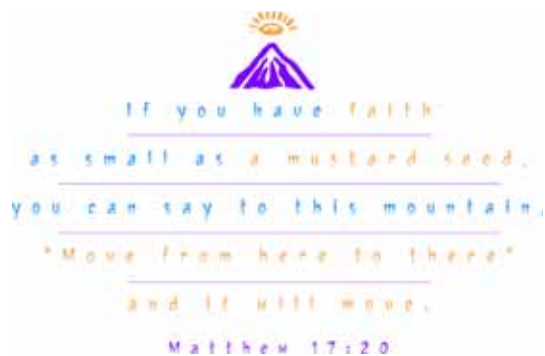 If you have faith
as small as a mustard seed,
you can say to this mountain,
"Move from here to there"
and it will move.
Matthew 17:20